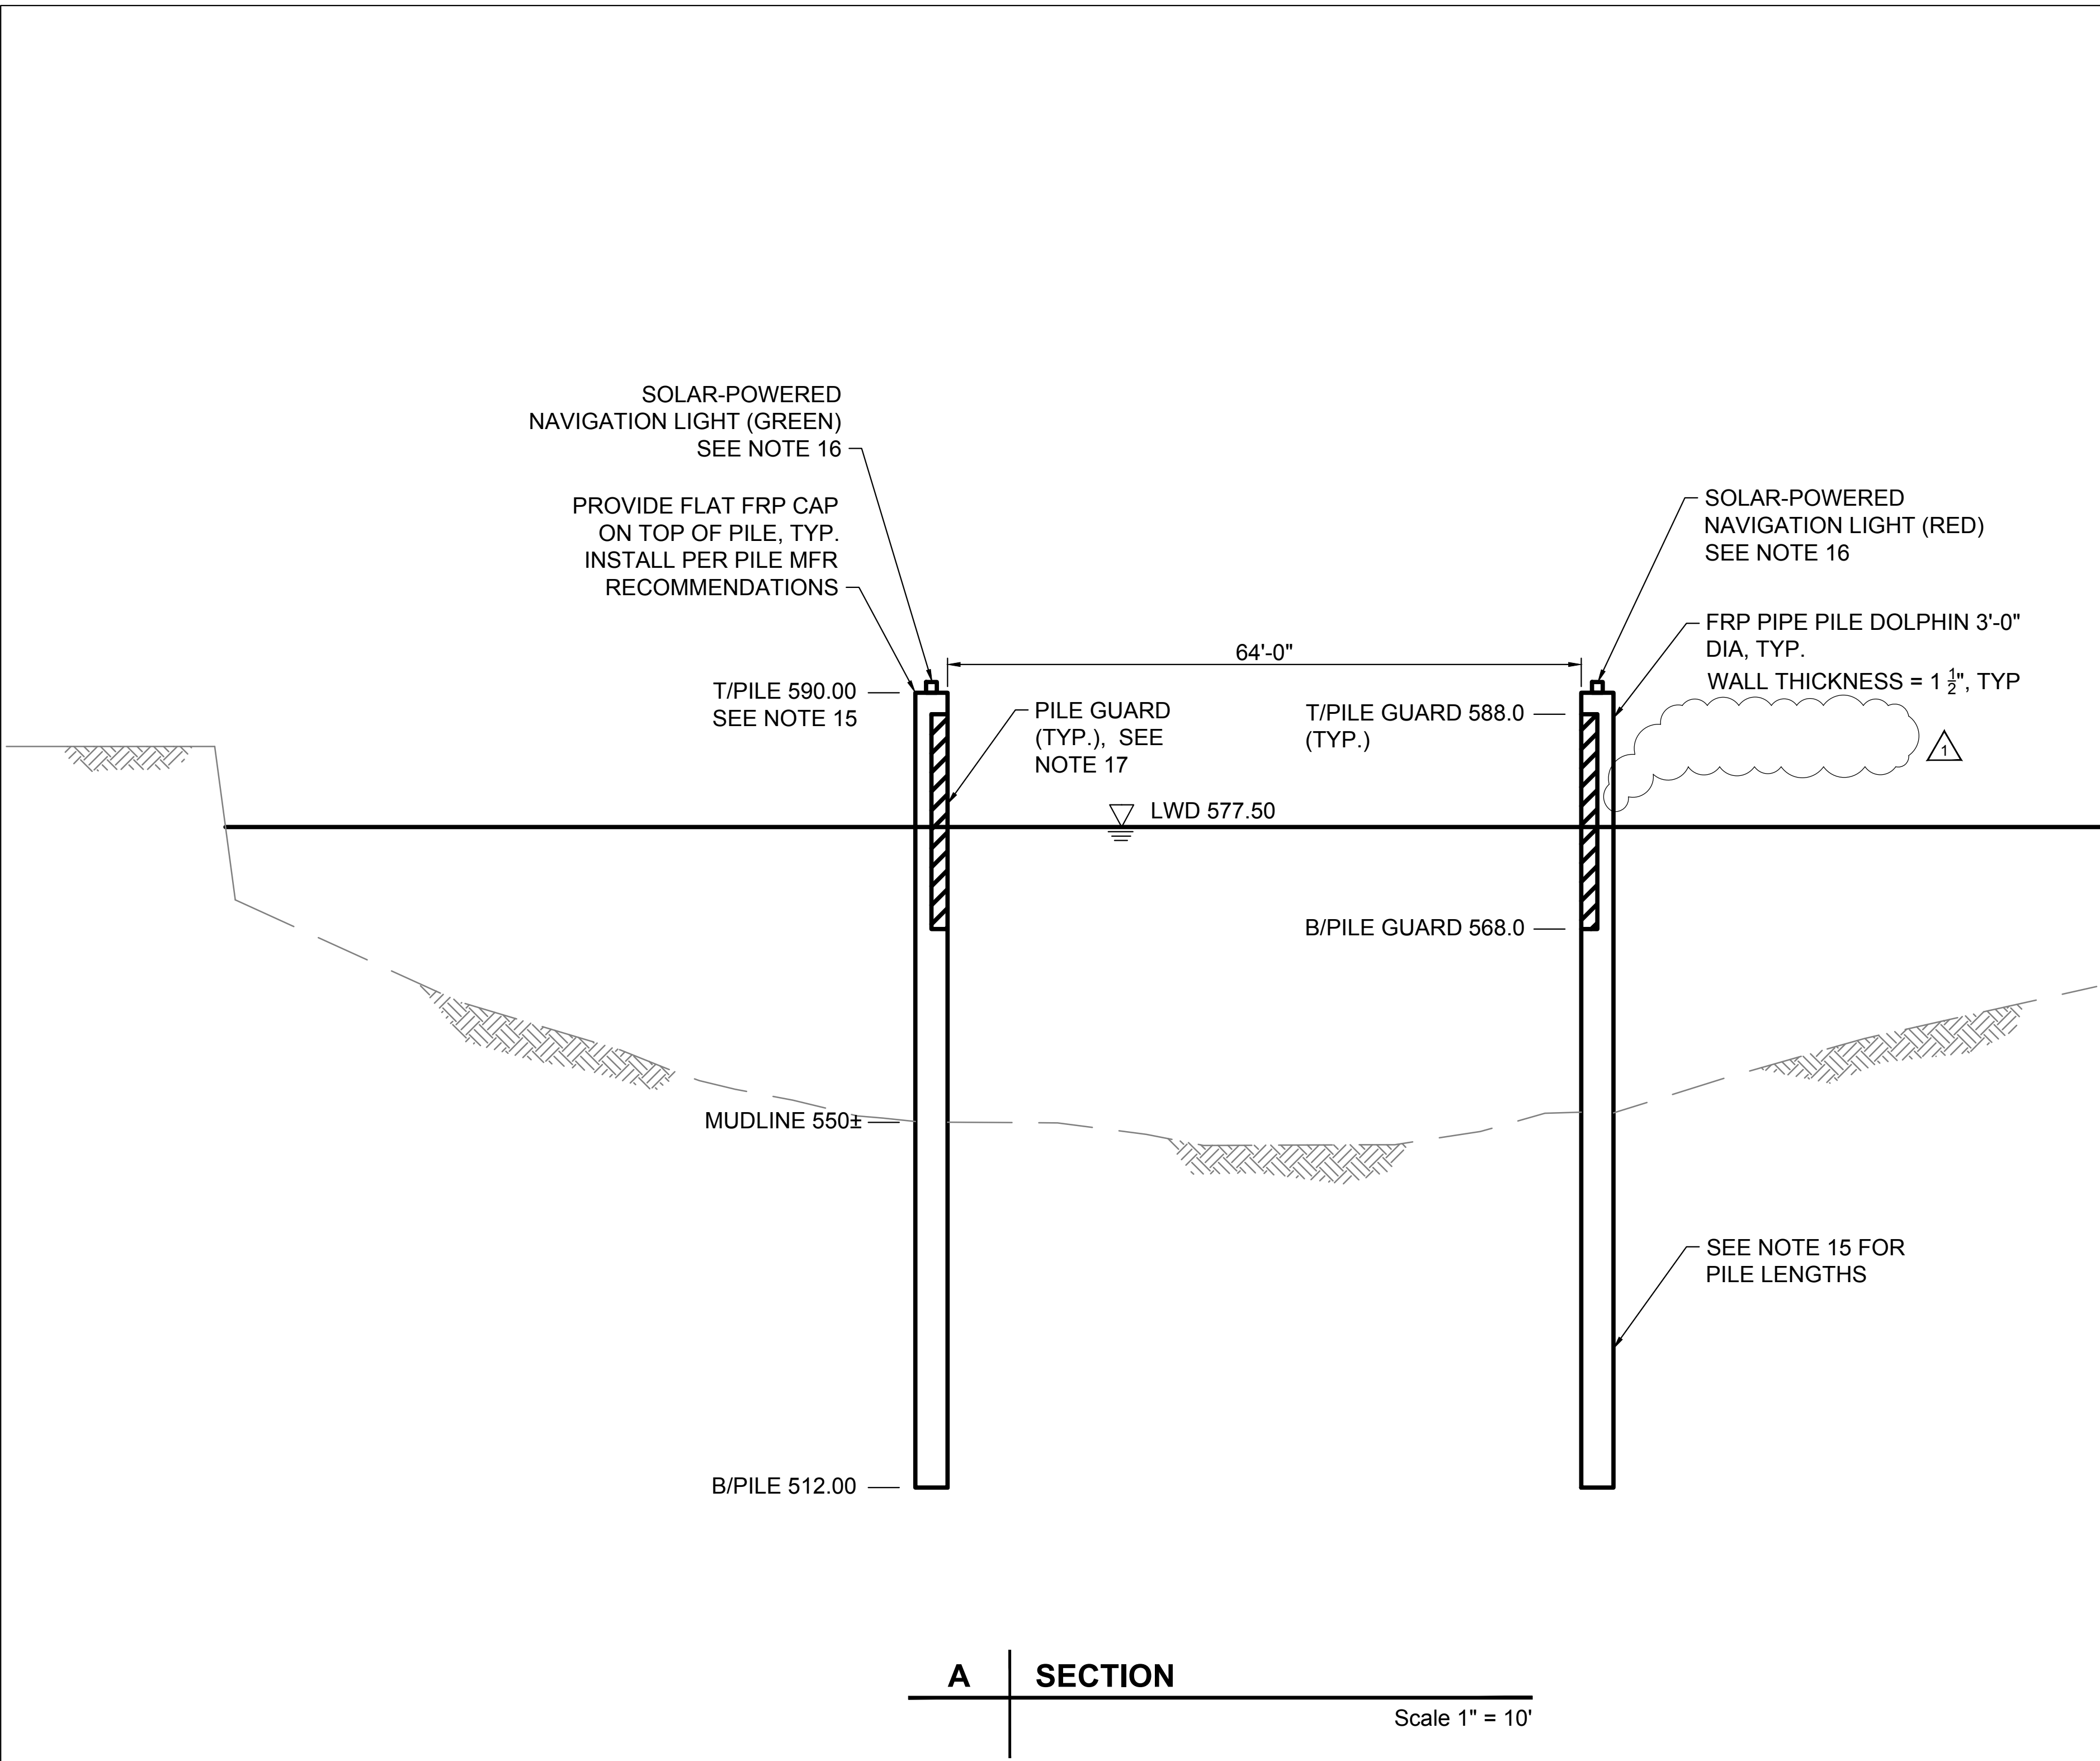 SOLAR-POWERED
NAVIGATION LIGHT (GREEN)
SEE NOTE 16
PROVIDE FLAT FRP CAP
ON TOP OF PILE, TYP.
INSTALL PER PILE MFR
RECOMMENDATIONS
SOLAR-POWERED
NAVIGATION LIGHT (RED)
SEE NOTE 16
FRP PIPE PILE DOLPHIN 3'-0"
DIA, TYP.
WALL THICKNESS = 1 1/2", TYP
1
64'-0"
T/PILE 590.00
SEE NOTE 15
PILE GUARD
(TYP.), SEE
NOTE 17
T/PILE GUARD 588.0
(TYP.)
LWD 577.50
B/PILE GUARD 568.0
MUDLINE 550±
SEE NOTE 15 FOR
PILE LENGTHS
B/PILE 512.00
A SECTION
Scale 1" = 10'